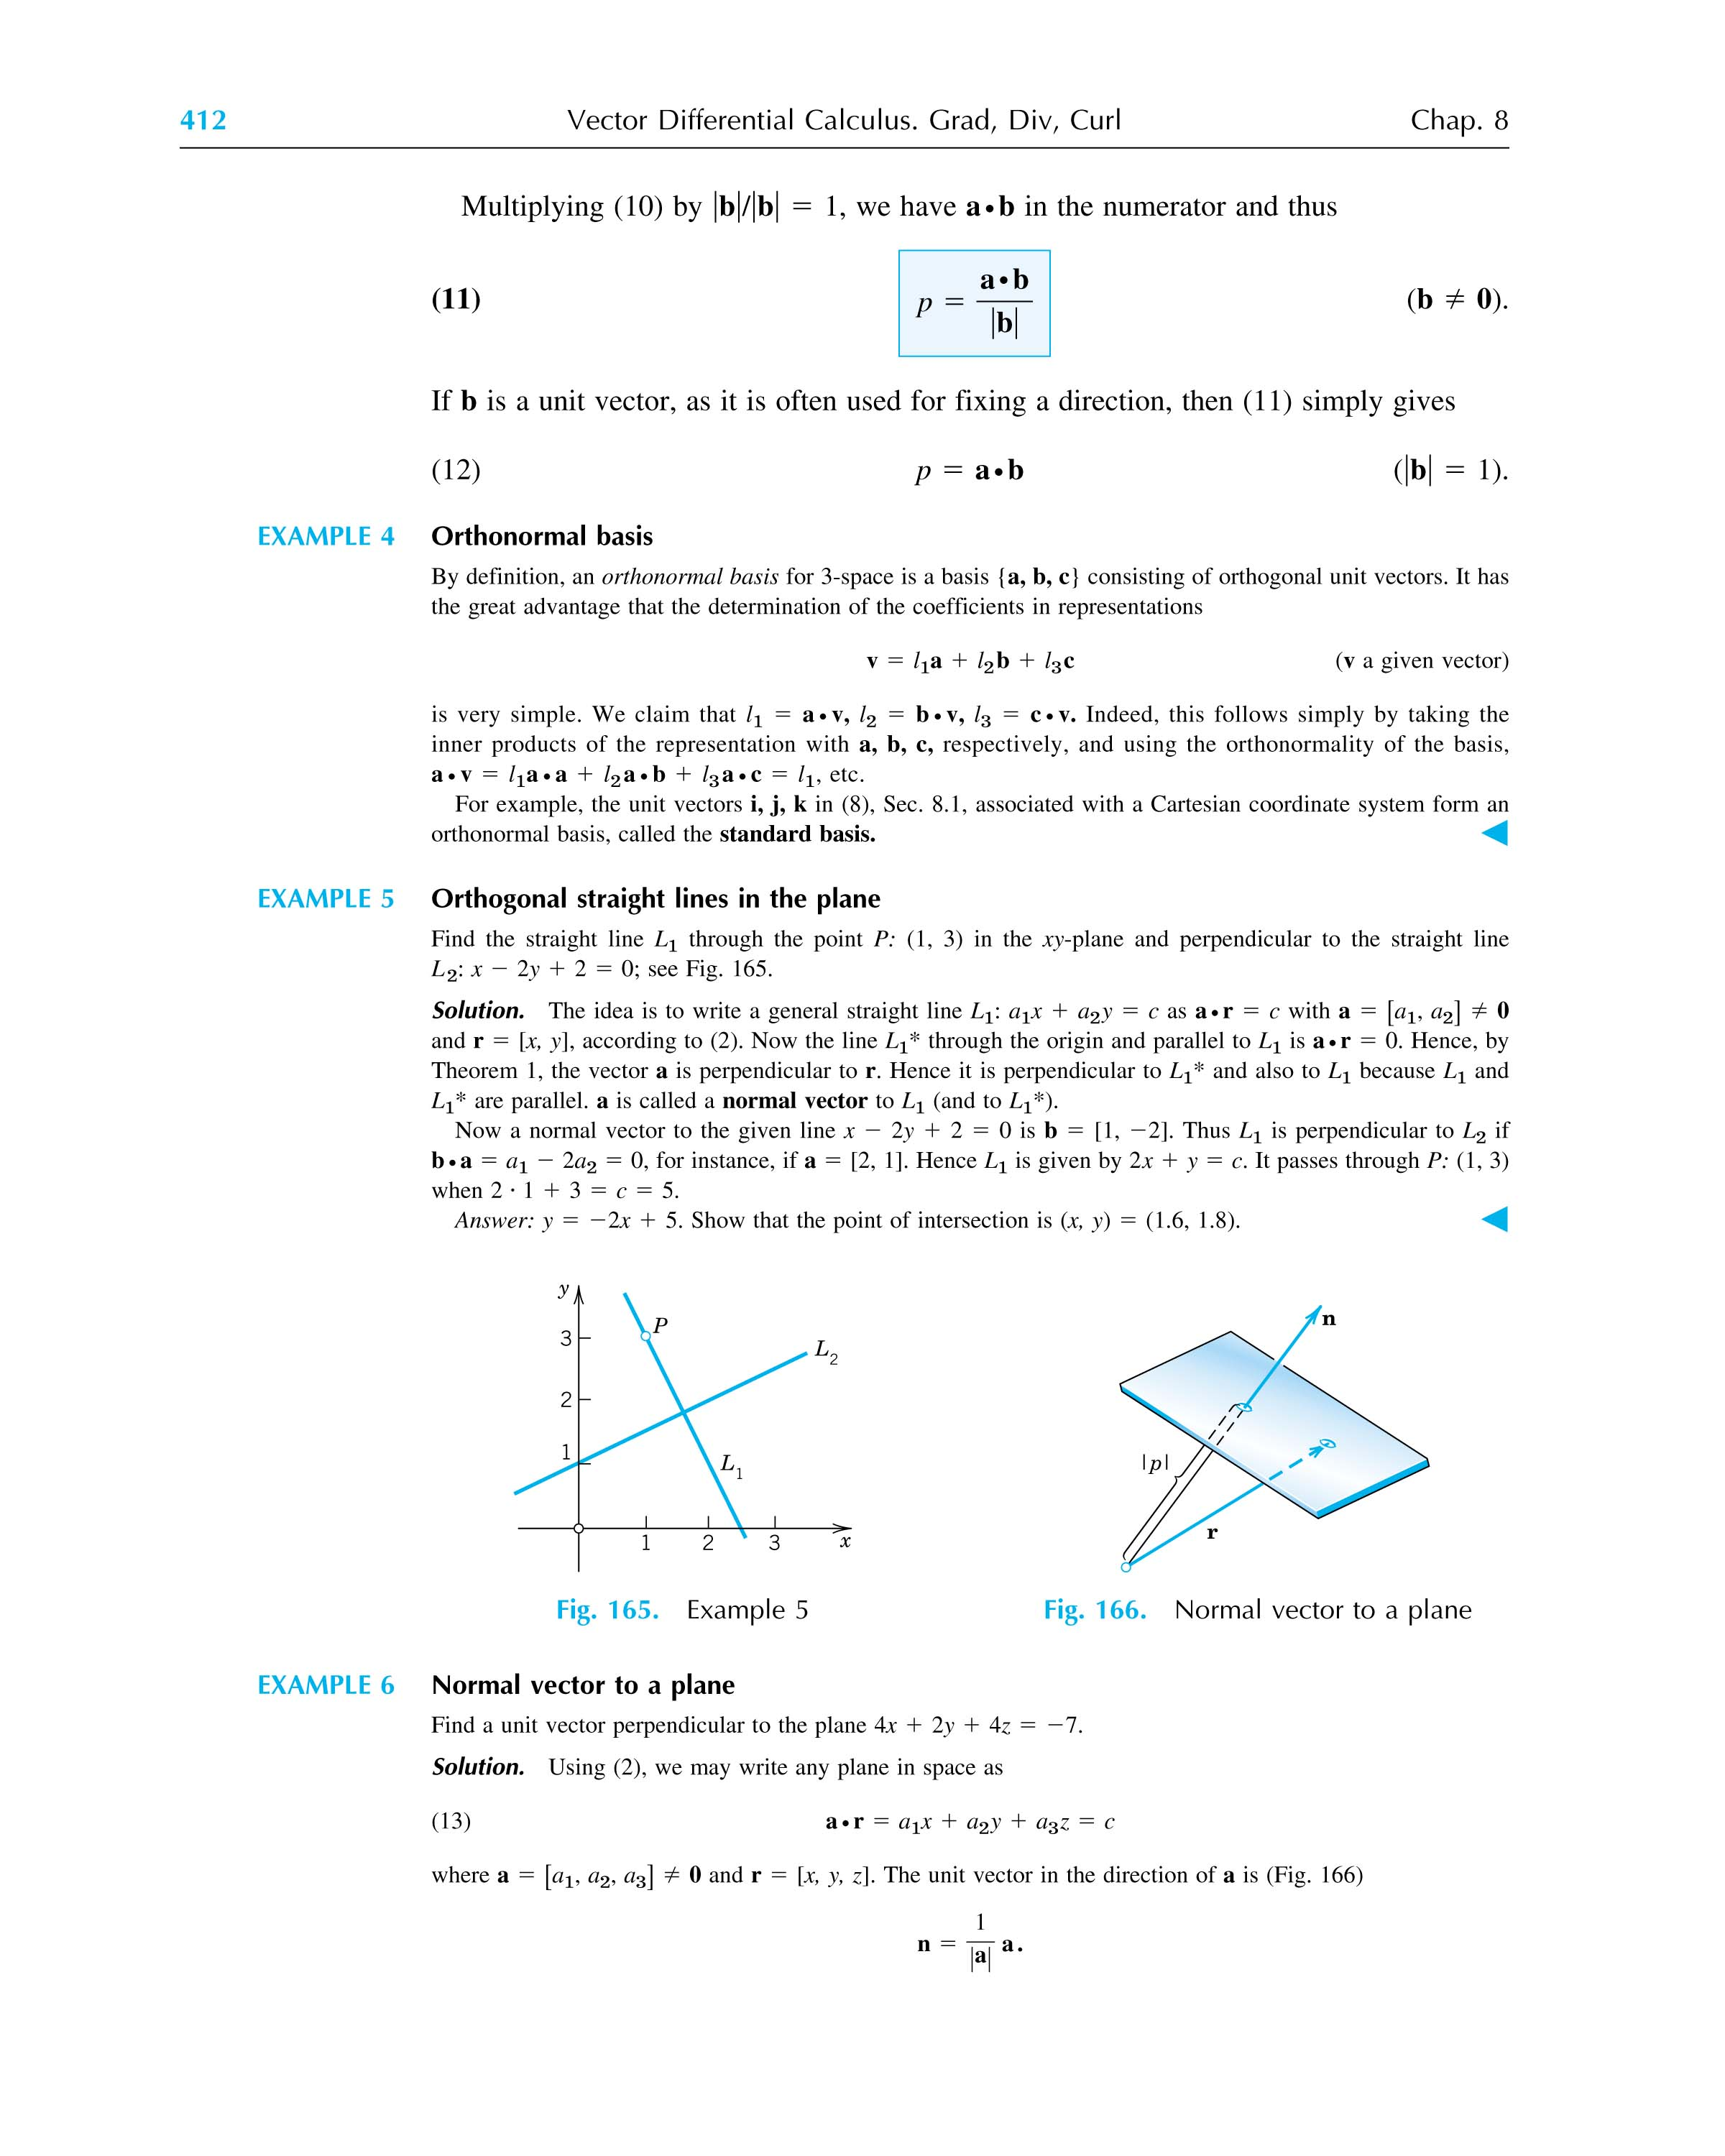 412 Vector Differential Calculus. Grad, Div, Curl Chap. 8
Multiplying (10) by |b|/|b| = 1, we have a•b in the numerator and thus
(11) p = a•b / |b| (b ≠ 0).
If b is a unit vector, as it is often used for fixing a direction, then (11) simply gives
(12) p = a•b (|b| = 1).
EXAMPLE 4 Orthonormal basis
By definition, an orthonormal basis for 3-space is a basis {a, b, c} consisting of orthogonal unit vectors. It has
the great advantage that the determination of the coefficients in representations
v = l₁a + l₂b + l₃c (v a given vector)
is very simple. We claim that l₁ = a•v, l₂ = b•v, l₃ = c•v. Indeed, this follows simply by taking the
inner products of the representation with a, b, c, respectively, and using the orthonormality of the basis,
a•v = l₁a•a + l₂a•b + l₃a•c = l₁, etc.
For example, the unit vectors i, j, k in (8), Sec. 8.1, associated with a Cartesian coordinate system form an
orthonormal basis, called the standard basis.
EXAMPLE 5 Orthogonal straight lines in the plane
Find the straight line L₁ through the point P: (1, 3) in the xy-plane and perpendicular to the straight line
L₂: x − 2y + 2 = 0; see Fig. 165.
Solution. The idea is to write a general straight line L₁: a₁x + a₂y = c as a•r = c with a = [a₁, a₂] ≠ 0
and r = [x, y], according to (2). Now the line L₁* through the origin and parallel to L₁ is a•r = 0. Hence, by
Theorem 1, the vector a is perpendicular to r. Hence it is perpendicular to L₁* and also to L₁ because L₁ and
L₁* are parallel. a is called a normal vector to L₁ (and to L₁*).
Now a normal vector to the given line x − 2y + 2 = 0 is b = [1, −2]. Thus L₁ is perpendicular to L₂ if
b•a = a₁ − 2a₂ = 0, for instance, if a = [2, 1]. Hence L₁ is given by 2x + y = c. It passes through P: (1, 3)
when 2 · 1 + 3 = c = 5.
Answer: y = −2x + 5. Show that the point of intersection is (x, y) = (1.6, 1.8).
y
3
P
L₂
2
1
L₁
1 2 3 x
n
|p|
r
Fig. 165. Example 5
Fig. 166. Normal vector to a plane
EXAMPLE 6 Normal vector to a plane
Find a unit vector perpendicular to the plane 4x + 2y + 4z = −7.
Solution. Using (2), we may write any plane in space as
(13) a•r = a₁x + a₂y + a₃z = c
where a = [a₁, a₂, a₃] ≠ 0 and r = [x, y, z]. The unit vector in the direction of a is (Fig. 166)
n = 1 / |a| a.